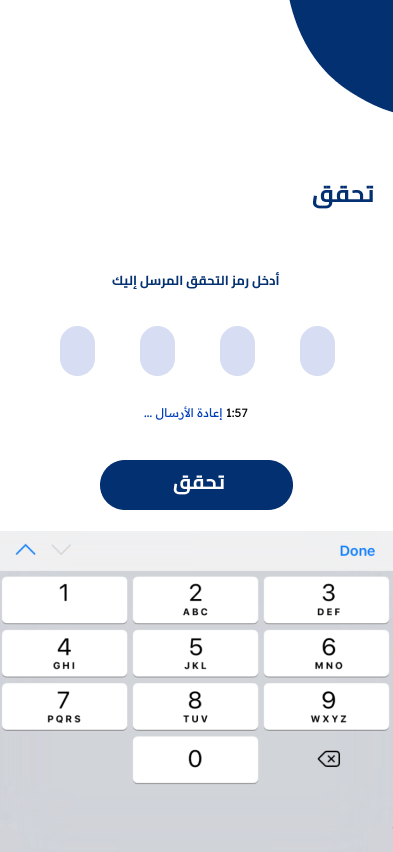 تحقق
أدخل رمز التحقق المرسل إليك
1:57 إعادة الأرسال ...
تحقق
Done
1
2
ABC
3
DEF
4
GHI
5
JKL
6
MNO
7
PQRS
8
TUV
9
WXYZ
0